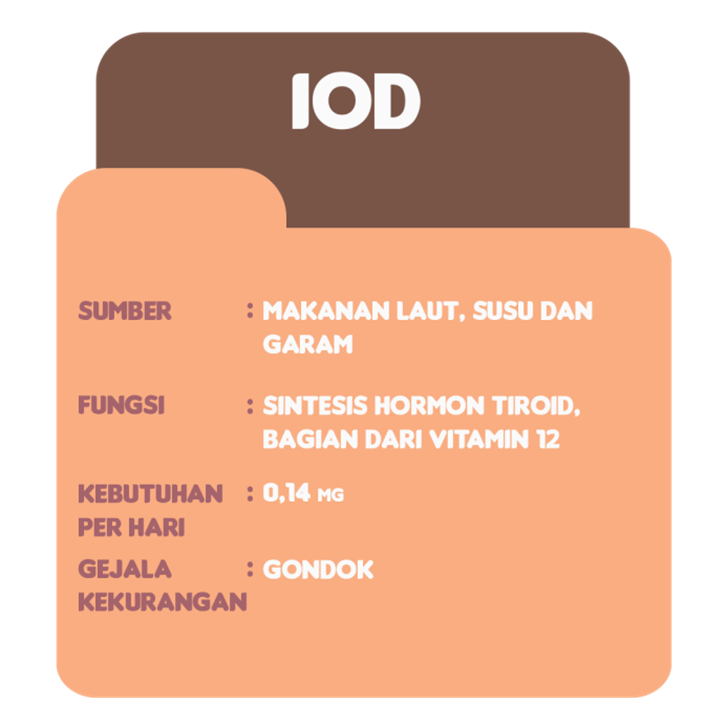 IOD
SUMBER : MAKANAN LAUT, SUSU DAN
GARAM
FUNGSI : SINTESIS HORMON TIROID,
BAGIAN DARI VITAMIN 12
KEBUTUHAN : 0,14 MG
PER HARI
GEJALA : GONDOK
KEKURANGAN